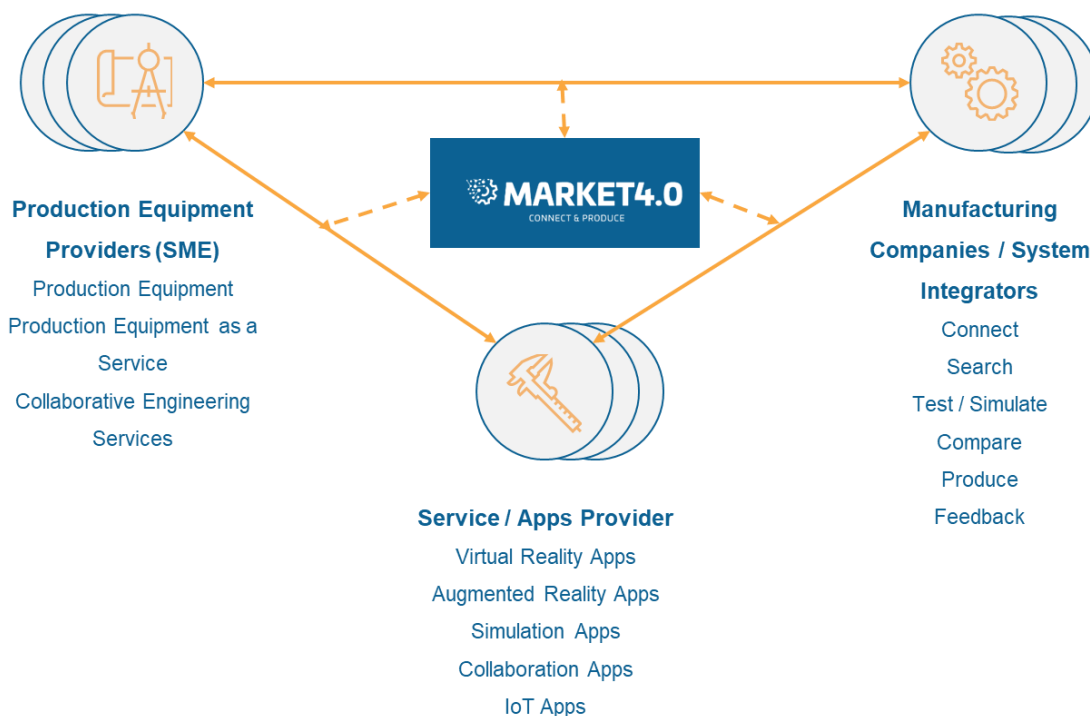 MARKET4.0
CONNECT & PRODUCE
Production Equipment
Providers (SME)
Production Equipment
Production Equipment as a
Service
Collaborative Engineering
Services
Manufacturing
Companies / System
Integrators
Connect
Search
Test / Simulate
Compare
Produce
Feedback
Service / Apps Provider
Virtual Reality Apps
Augmented Reality Apps
Simulation Apps
Collaboration Apps
IoT Apps